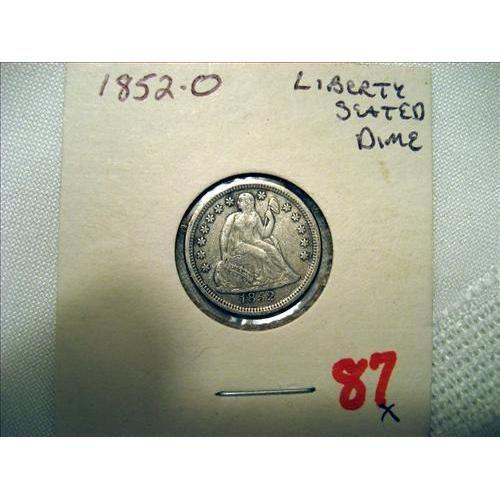 1852-O
LIBERTY
SEATED
DIME
1852
87
x